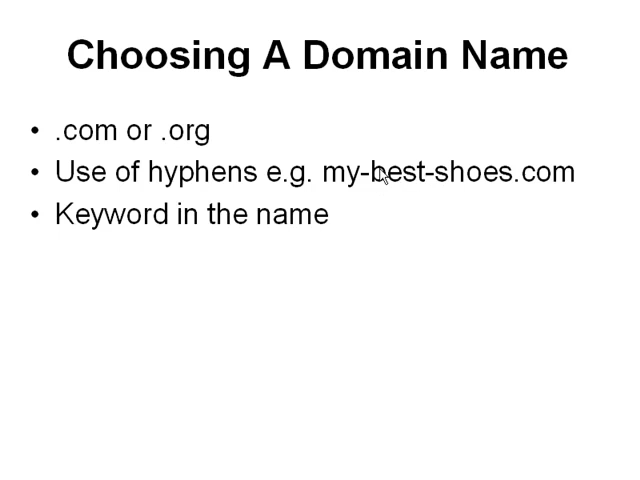 Choosing A Domain Name
• .com or .org
• Use of hyphens e.g. my-best-shoes.com
• Keyword in the name